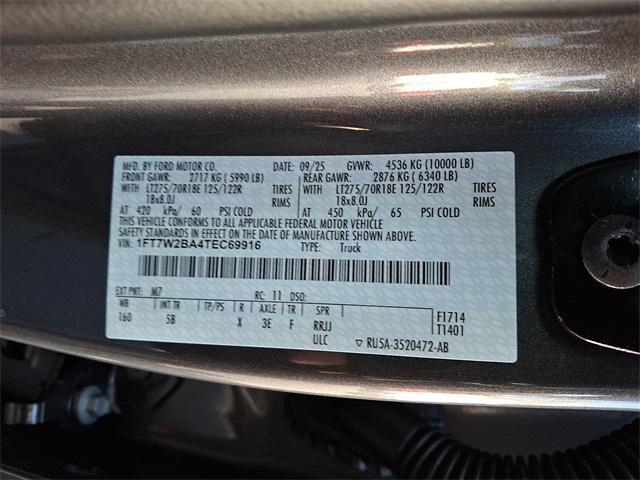 MFD. BY FORD MOTOR CO. 09/25 GVWR: 4536 KG (10000 LB)
FRONT GAWR: 2717 KG ( 5990 LB) REAR GAWR: 2876 KG ( 6340 LB)
WITH LT275/70R18E 125/122R TIRES WITH LT275/70R18E 125/122R TIRES
18x8.0J RIMS 18x8.0J RIMS
AT 420 kPa/ 60 PSI COLD AT 450 kPa/ 65 PSI COLD
THIS VEHICLE CONFORMS TO ALL APPLICABLE FEDERAL MOTOR VEHICLE
SAFETY STANDARDS IN EFFECT ON THE DATE OF MANUFACTURE SHOWN ABOVE.
VIN: 1FT7W2BA4TEC69916 TYPE: Truck
EXT PNT: M7 RC: 11 DSO:
WB INT TR TP/PS R AXLE TR SPR F1714
160 5B X 3E F RRJJ T1401
ULC ▽ RU5A-3520472-AB